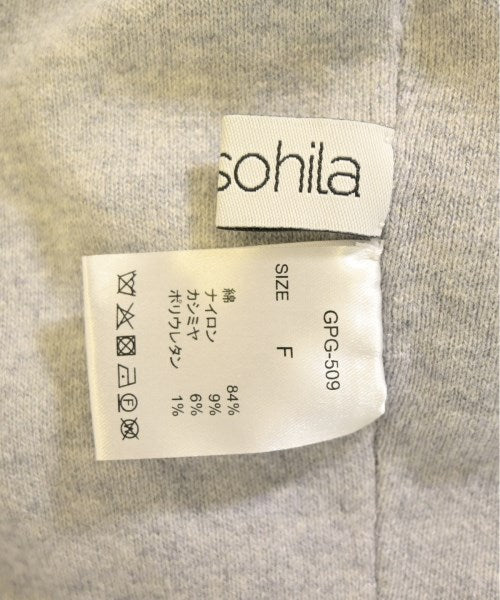 sohila
GPG-509
SIZE F
綿 84%
ナイロン 9%
カシミヤ 6%
ポリウレタン 1%